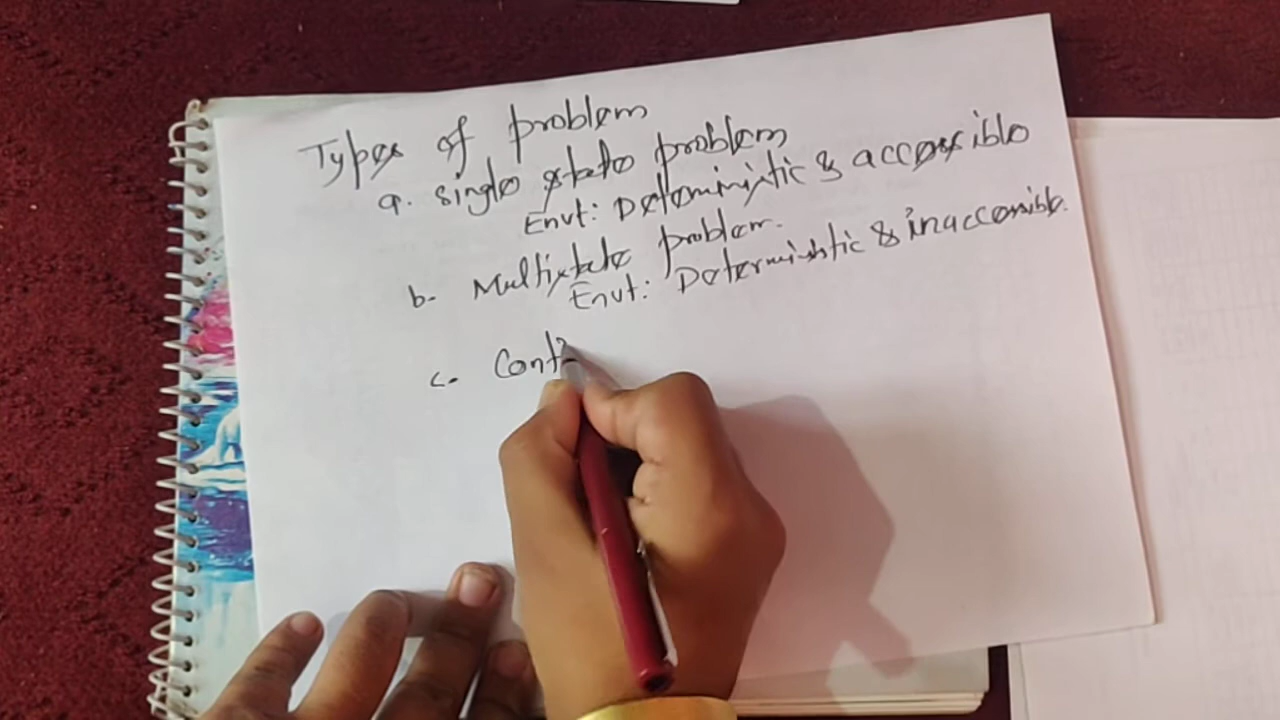 Types of problem
a. single state problem
Envt: Deterministic & accessible
b. Multistate problem.
Envt: Deterministic & inaccessible.
c. Cont